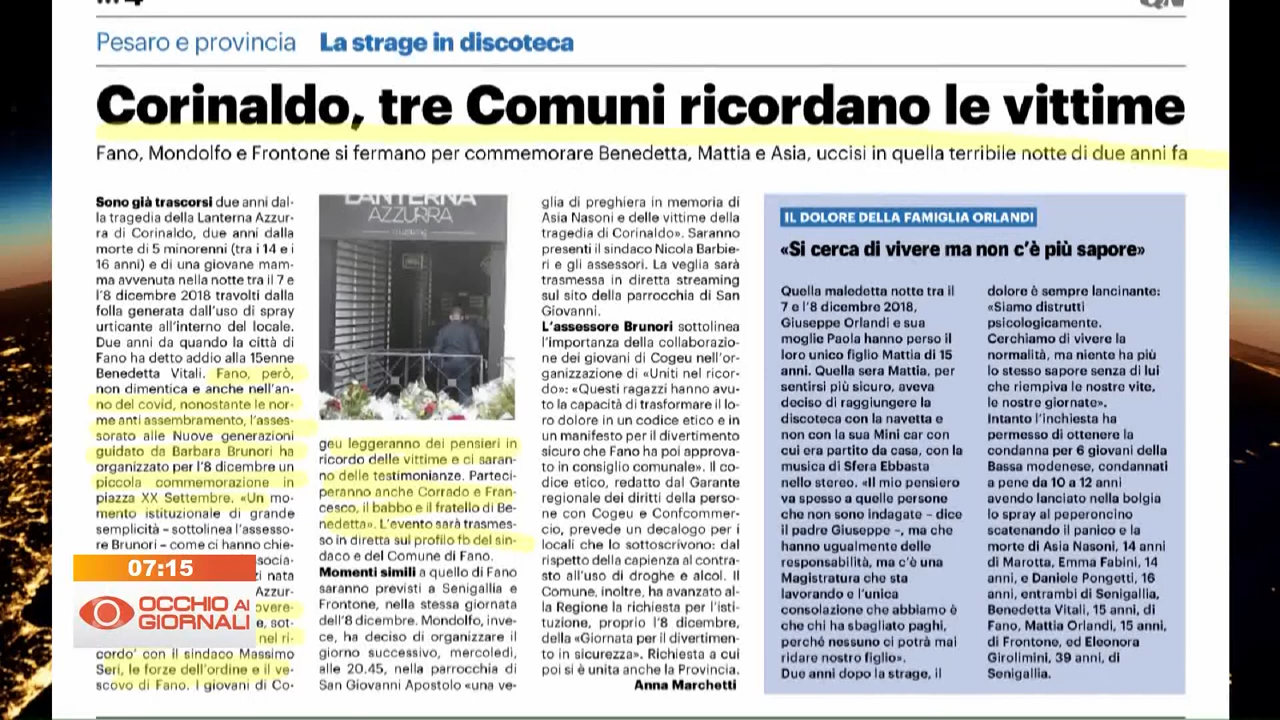 Pesaro e provincia La strage in discoteca
Corinaldo, tre Comuni ricordano le vittime
Fano, Mondolfo e Frontone si fermano per commemorare Benedetta, Mattia e Asia, uccisi in quella terribile notte di due anni fa
Sono già trascorsi due anni dal-
la tragedia della Lanterna Azzur-
ra di Corinaldo, due anni dalla
morte di 5 minorenni (tra i 14 e i
16 anni) e di una giovane mam-
ma avvenuta nella notte tra il 7 e
l'8 dicembre 2018 travolti dalla
folla generata dall'uso di spray
urticante all'interno del locale.
Due anni da quando la città di
Fano ha detto addio alla 15enne
Benedetta Vitali. Fano, però,
non dimentica e anche nell'an-
no del covid, nonostante le nor-
me anti assembramento, l'asses-
sorato alle Nuove generazioni
guidato da Barbara Brunori ha
organizzato per l'8 dicembre un
piccola commemorazione in
piazza XX Settembre. «Un mo-
mento istituzionale di grande
semplicità – sottolinea l'assesso-
re Brunori – come ci hanno chie-
socia-
i nata
Azzur-
overe-
e, sot-
nel ri-
cordo' con il sindaco Massimo
Seri, le forze dell'ordine e il ve-
scovo di Fano. I giovani di Co-
LANTERNA
AZZURRA
geu leggeranno dei pensieri in
ricordo delle vittime e ci saran-
no delle testimonianze. Parteci-
peranno anche Corrado e Fran-
cesco, il babbo e il fratello di Be-
nedetta». L'evento sarà trasmes-
so in diretta sul profilo fb del sin-
daco e del Comune di Fano.
Momenti simili a quello di Fano
saranno previsti a Senigallia e
Frontone, nella stessa giornata
dell'8 dicembre. Mondolfo, inve-
ce, ha deciso di organizzare il
giorno successivo, mercoledì,
alle 20.45, nella parrocchia di
San Giovanni Apostolo «una ve-
glia di preghiera in memoria di
Asia Nasoni e delle vittime della
tragedia di Corinaldo». Saranno
presenti il sindaco Nicola Barbie-
ri e gli assessori. La veglia sarà
trasmessa in diretta streaming
sul sito della parrocchia di San
Giovanni.
L'assessore Brunori sottolinea
l'importanza della collaborazio-
ne dei giovani di Cogeu nell'or-
ganizzazione di «Uniti nel ricor-
do»: «Questi ragazzi hanno avu-
to la capacità di trasformare il lo-
ro dolore in un codice etico e in
un manifesto per il divertimento
sicuro che Fano ha poi approva-
to in consiglio comunale». Il co-
dice etico, redatto dal Garante
regionale dei diritti della perso-
ne con Cogeu e Confcommer-
cio, prevede un decalogo per i
locali che lo sottoscrivono: dal
rispetto della capienza al contra-
sto all'uso di droghe e alcol. Il
Comune, inoltre, ha avanzato al-
la Regione la richiesta per l'isti-
tuzione, proprio l'8 dicembre,
della «Giornata per il divertimen-
to in sicurezza». Richiesta a cui
poi si è unita anche la Provincia.
Anna Marchetti
IL DOLORE DELLA FAMIGLIA ORLANDI
«Si cerca di vivere ma non c'è più sapore»
Quella maledetta notte tra il
7 e l'8 dicembre 2018,
Giuseppe Orlandi e sua
moglie Paola hanno perso il
loro unico figlio Mattia di 15
anni. Quella sera Mattia, per
sentirsi più sicuro, aveva
deciso di raggiungere la
discoteca con la navetta e
non con la sua Mini car con
cui era partito da casa, con la
musica di Sfera Ebbasta
nello stereo. «Il mio pensiero
va spesso a quelle persone
che non sono indagate – dice
il padre Giuseppe –, ma che
hanno ugualmente delle
responsabilità, ma c'è una
Magistratura che sta
lavorando e l'unica
consolazione che abbiamo è
che chi ha sbagliato paghi,
perché nessuno ci potrà mai
ridare nostro figlio».
Due anni dopo la strage, il
dolore è sempre lancinante:
«Siamo distrutti
psicologicamente.
Cerchiamo di vivere la
normalità, ma niente ha più
lo stesso sapore senza di lui
che riempiva le nostre vite,
le nostre giornate».
Intanto l'inchiesta ha
permesso di ottenere la
condanna per 6 giovani della
Bassa modenese, condannati
a pena da 10 a 12 anni
avendo lanciato nella bolgia
lo spray al peperoncino
scatenando il panico e la
morte di Asia Nasoni, 14 anni
di Marotta, Emma Fabini, 14
anni, e Daniele Pongetti, 16
anni, entrambi di Senigallia,
Benedetta Vitali, 15 anni, di
Fano, Mattia Orlandi, 15 anni,
di Frontone, ed Eleonora
Girolimini, 39 anni, di
Senigallia.
07:15
OCCHIO AI
GIORNALI